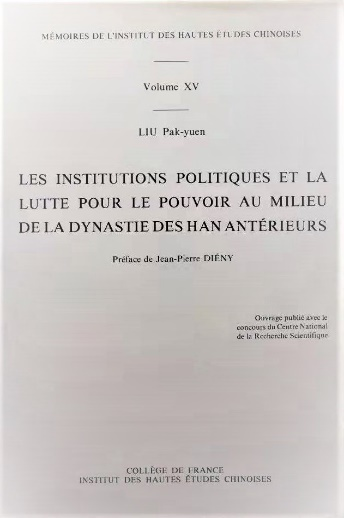 MÉMOIRES DE L'INSTITUT DES HAUTES ÉTUDES CHINOISES
Volume XV
LIU Pak-yuen
LES INSTITUTIONS POLITIQUES ET LA
LUTTE POUR LE POUVOIR AU MILIEU
DE LA DYNASTIE DES HAN ANTÉRIEURS
Préface de Jean-Pierre DIÉNY
Ouvrage publié avec le
concours du Centre National
de la Recherche Scientifique
COLLÈGE DE FRANCE
INSTITUT DES HAUTES ÉTUDES CHINOISES